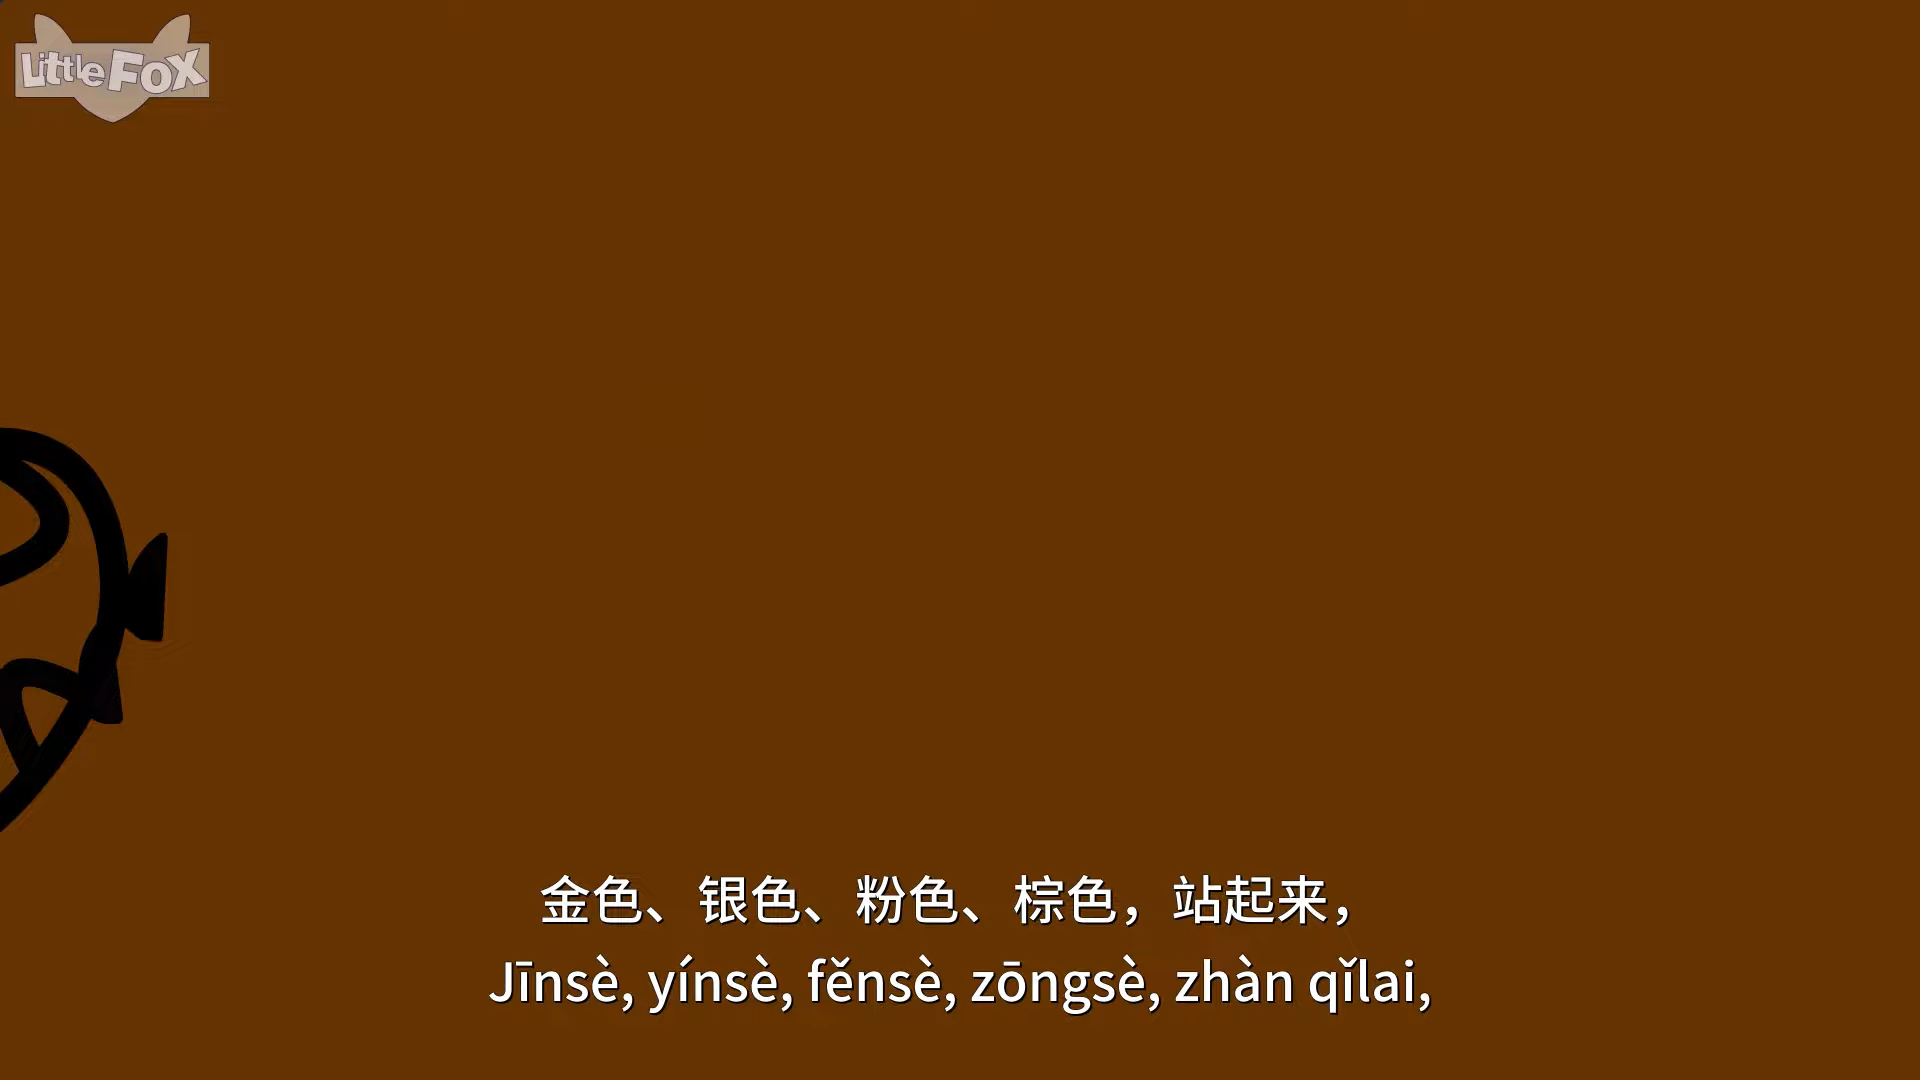 Little Fox
金色、银色、粉色、棕色，站起来，
Jīnsè, yínsè, fěnsè, zōngsè, zhàn qǐlai,